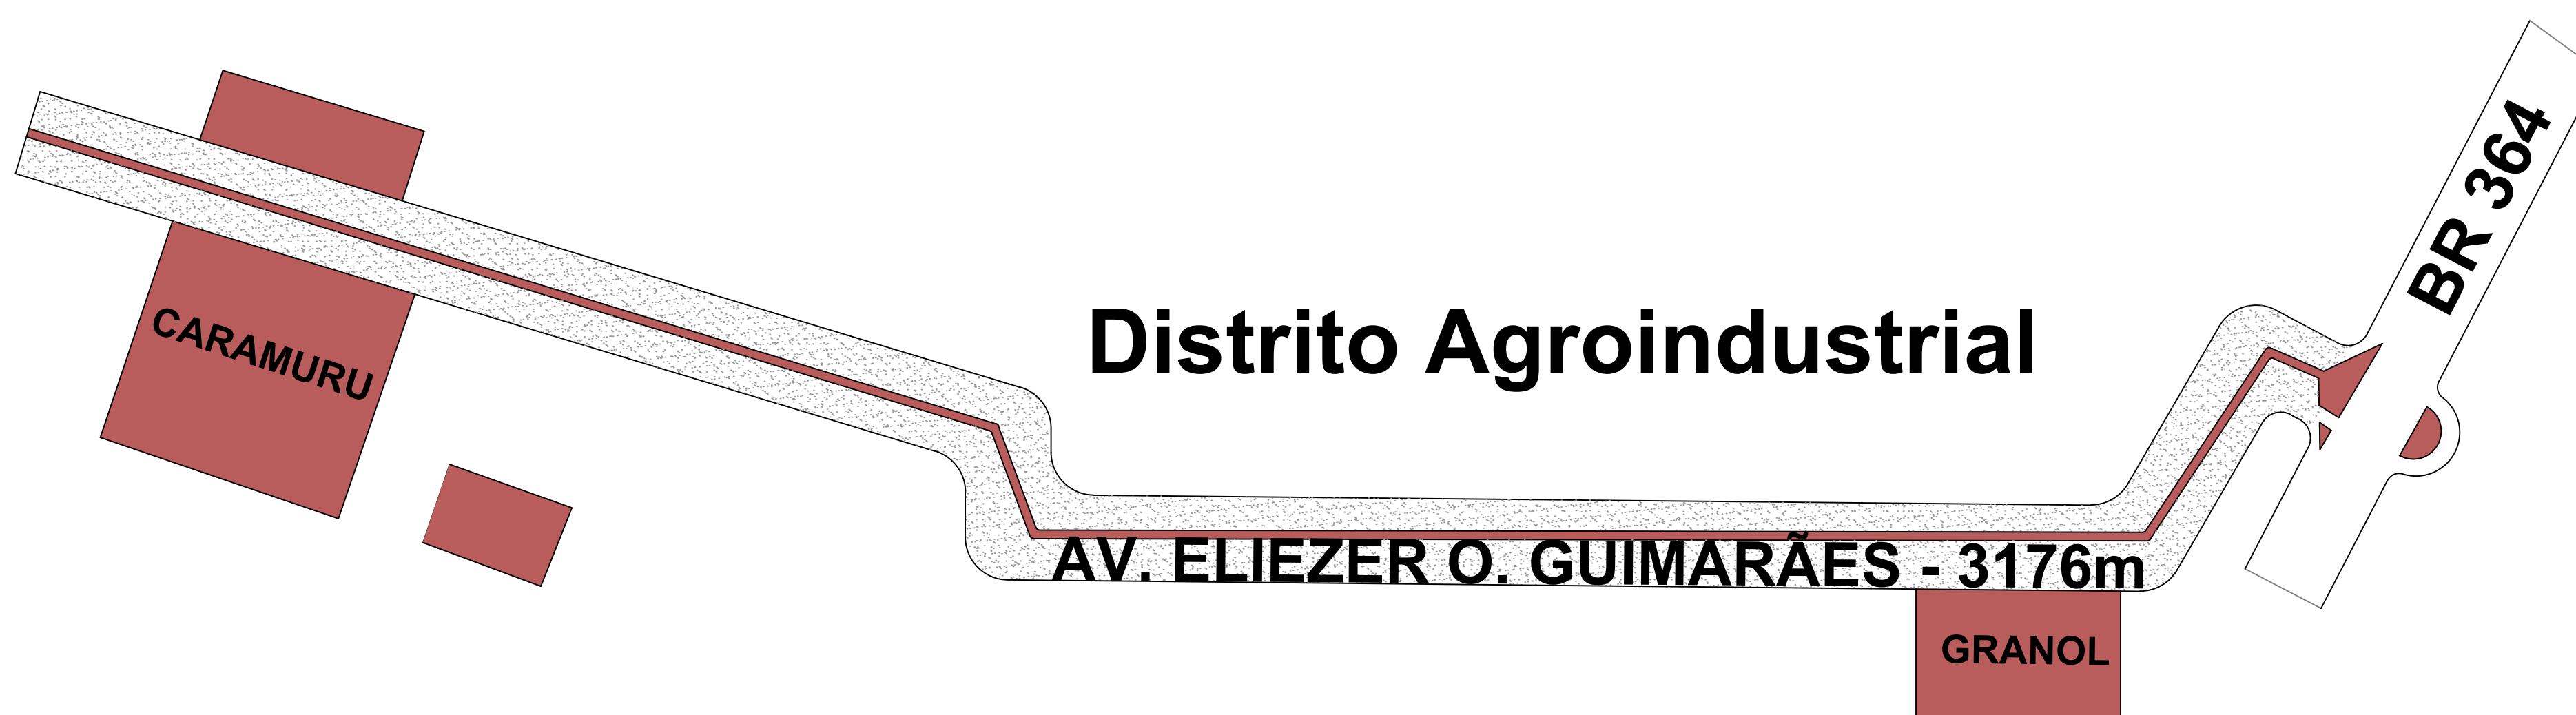 BR 364
CARAMURU
Distrito Agroindustrial
AV. ELIEZER O. GUIMARÃES - 3176m
GRANOL